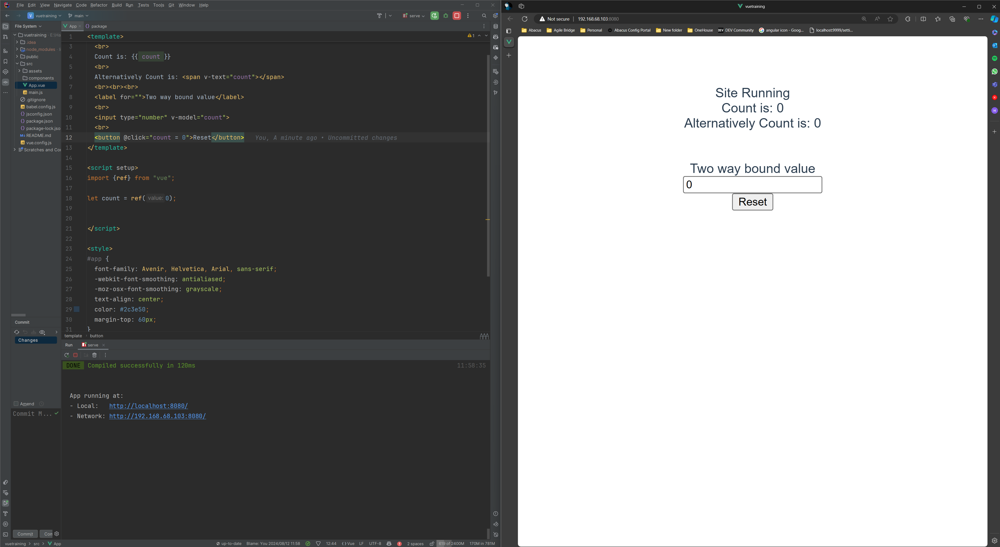 File Edit View Navigate Code Refactor Build Run Tests Tools Git Window Help
V vuetraining main serve
File System
App package
vuetraining E:\Ha
.idea
node_modules
public
src
assets
components
App.vue
main.js
.gitignore
babel.config.js
jsconfig.json
package.json
package-lock.jso
README.md
vue.config.js
Scratches and Cor
1 <template>
1
3 <br>
4 Count is: {{ count }}
5 <br>
6 Alternatively Count is: <span v-text="count"></span>
7 <br><br><br>
8 <label for="">Two way bound value</label>
9 <br>
10 <input type="number" v-model="count">
11 <br>
12 <button @click="count = 0">Reset</button> You, A minute ago • Uncommitted changes
13 </template>
14
15 <script setup>
16 import {ref} from "vue";
17
18 let count = ref( value: 0);
19
20
21 </script>
22
23 <style>
24 #app {
25 font-family: Avenir, Helvetica, Arial, sans-serif;
26 -webkit-font-smoothing: antialiased;
27 -moz-osx-font-smoothing: grayscale;
28 text-align: center;
29 color: #2c3e50;
30 margin-top: 60px;
31 }
template › button
Commit
Changes
Amend
Commit M...
Commit Con
Run serve
DONE Compiled successfully in 120ms 11:58:35
App running at:
- Local: http://localhost:8080/
- Network: http://192.168.68.103:8080/
vuetraining > src > App
up-to-date Blame: You 2024/08/12 11:58 12:44 {} Vue LF UTF-8 2 spaces 619 of 2400M 170M in 781M
vuetraining
Not secure 192.168.68.103:8080
Abacus Agile Bridge Personal Abacus Config Portal New folder OneHouse DEV DEV Community angular icon - Goog... localhost:9999/setti...
Site Running
Count is: 0
Alternatively Count is: 0
Two way bound value
0
Reset
H